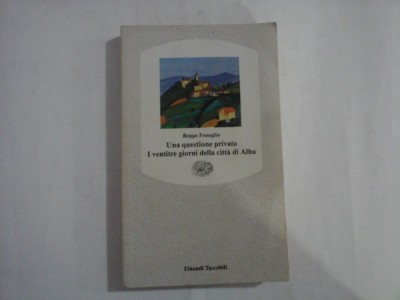 Beppe Fenoglio
Una questione privata
I ventitre giorni della città di Alba
Einaudi Tascabili